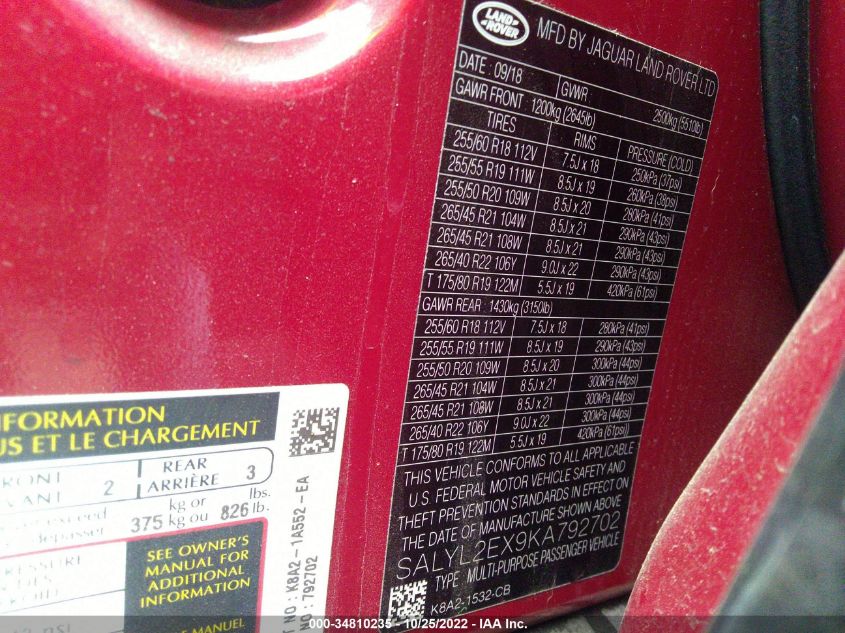 LAND
ROVER
MFD BY JAGUAR LAND ROVER LTD
DATE : 09/18 GVWR : 2500kg (5510lb)
GAWR FRONT : 1200kg (2645lb)
TIRES RIMS PRESSURE (COLD)
255/60 R18 112V 7.5J x 18 250kPa (37psi)
255/55 R19 111W 8.5J x 19 260kPa (38psi)
255/50 R20 109W 8.5J x 20 280kPa (41psi)
265/45 R21 104W 8.5J x 21 290kPa (43psi)
265/45 R21 108W 8.5J x 21 290kPa (43psi)
265/40 R22 106Y 9.0J x 22 290kPa (43psi)
T 175/80 R19 122M 5.5J x 19 420kPa (61psi)
GAWR REAR : 1430kg (3150lb)
255/60 R18 112V 7.5J x 18 280kPa (41psi)
255/55 R19 111W 8.5J x 19 290kPa (43psi)
255/50 R20 109W 8.5J x 20 300kPa (44psi)
265/45 R21 104W 8.5J x 21 300kPa (44psi)
265/45 R21 108W 8.5J x 21 300kPa (44psi)
265/40 R22 106Y 9.0J x 22 300kPa (44psi)
T 175/80 R19 122M 5.5J x 19 420kPa (61psi)
THIS VEHICLE CONFORMS TO ALL APPLICABLE
U.S. FEDERAL MOTOR VEHICLE SAFETY AND
THEFT PREVENTION STANDARDS IN EFFECT ON
THE DATE OF MANUFACTURE SHOWN ABOVE
SALYL2EX9KA792702
TYPE : MULTI-PURPOSE PASSENGER VEHICLE
K8A2-1532-CB
NFORMATION
US ET LE CHARGEMENT
RONT 2 REAR 3
VANT ARRIÈRE
exceed 375 kg or 826 lbs.
dépasser kg ou lb.
PRESSURE
SEE OWNER'S
MANUAL FOR
ADDITIONAL
INFORMATION
MANUEL
NO : K8A2-1A552-EA
NO : 792702
000-34810235 - 10/25/2022 - IAA Inc.